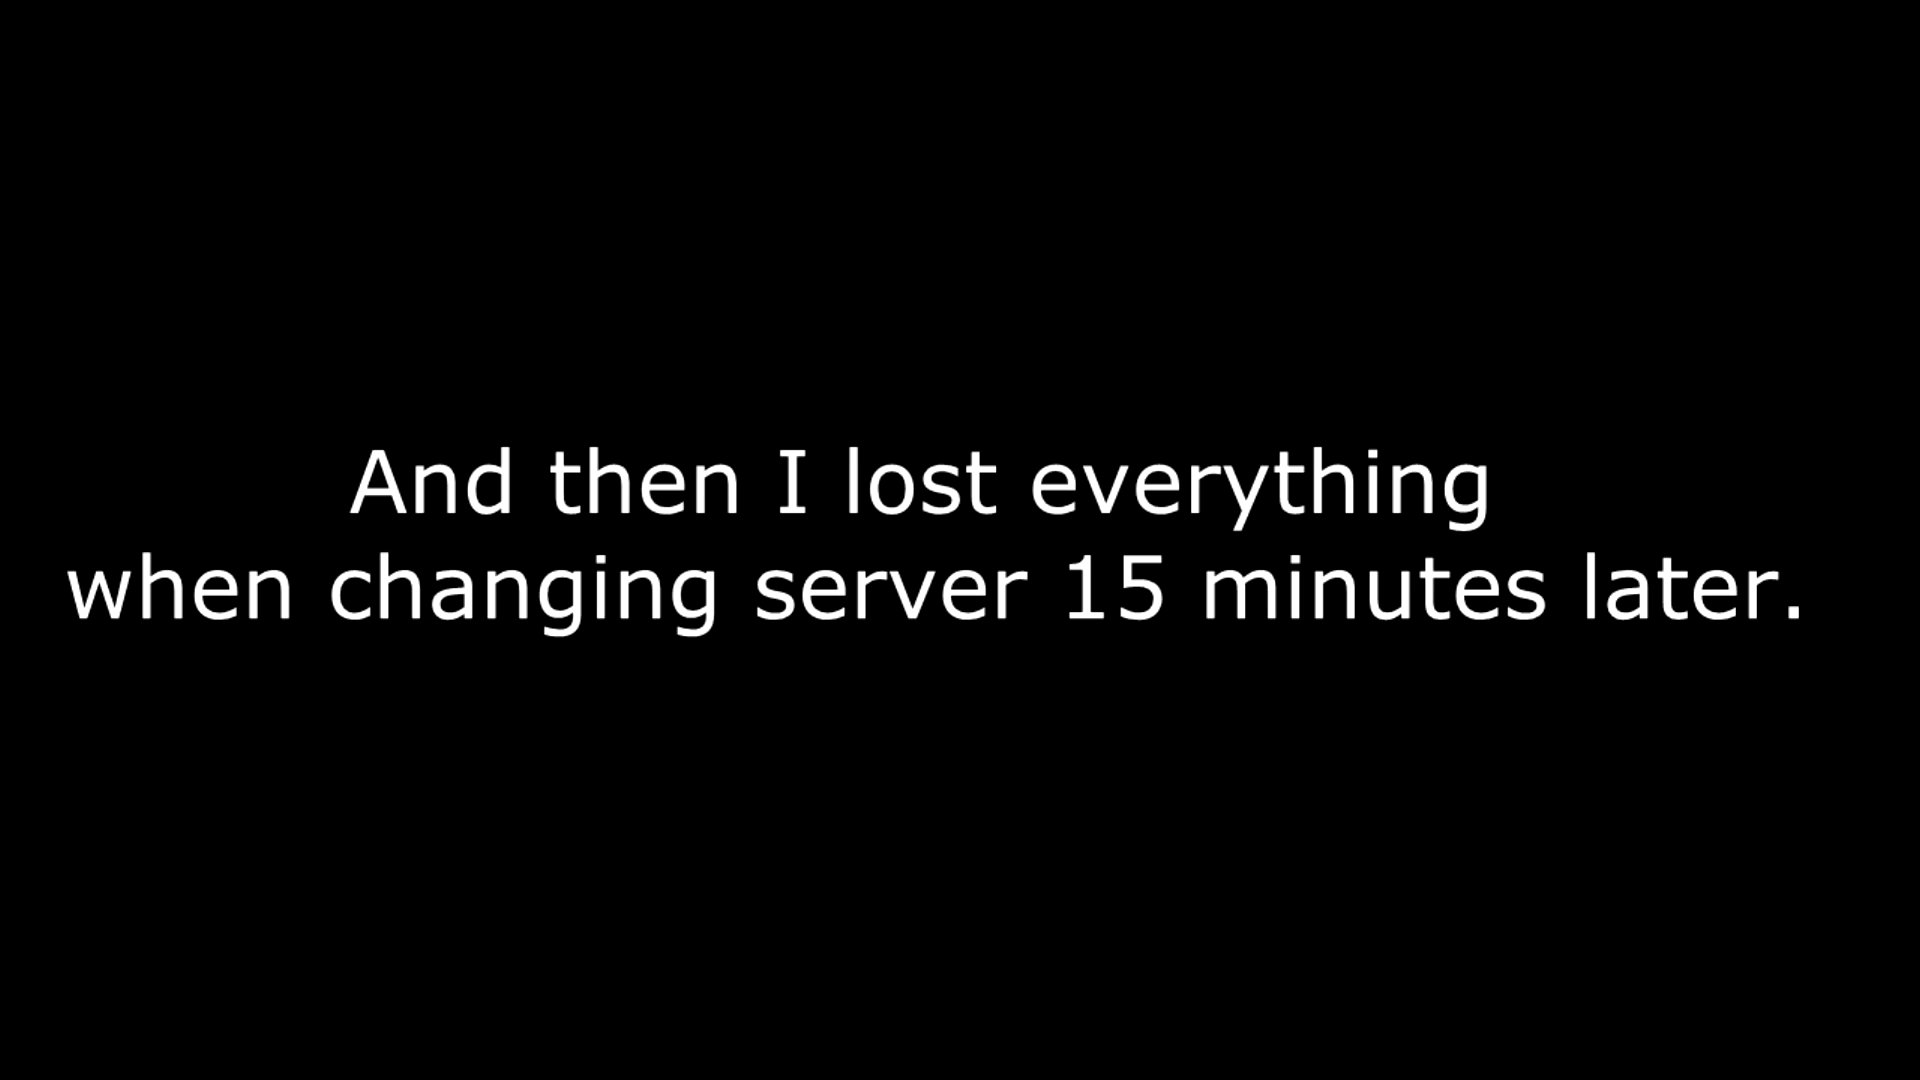 And then I lost everything
when changing server 15 minutes later.